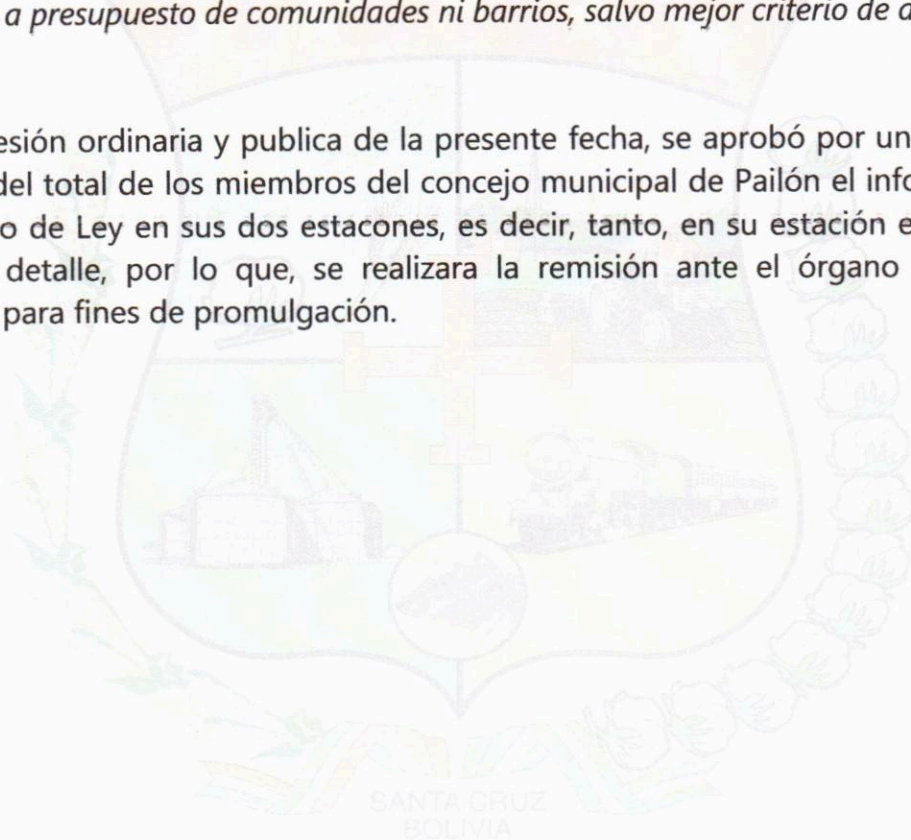 a presupuesto de comunidades ni barrios, salvo mejor criterio de
esión ordinaria y publica de la presente fecha, se aprobó por un
del total de los miembros del concejo municipal de Pailón el info
o de Ley en sus dos estacones, es decir, tanto, en su estación e
detalle, por lo que, se realizara la remisión ante el órgano
para fines de promulgación.
SANTA CRUZ
BOLIVIA